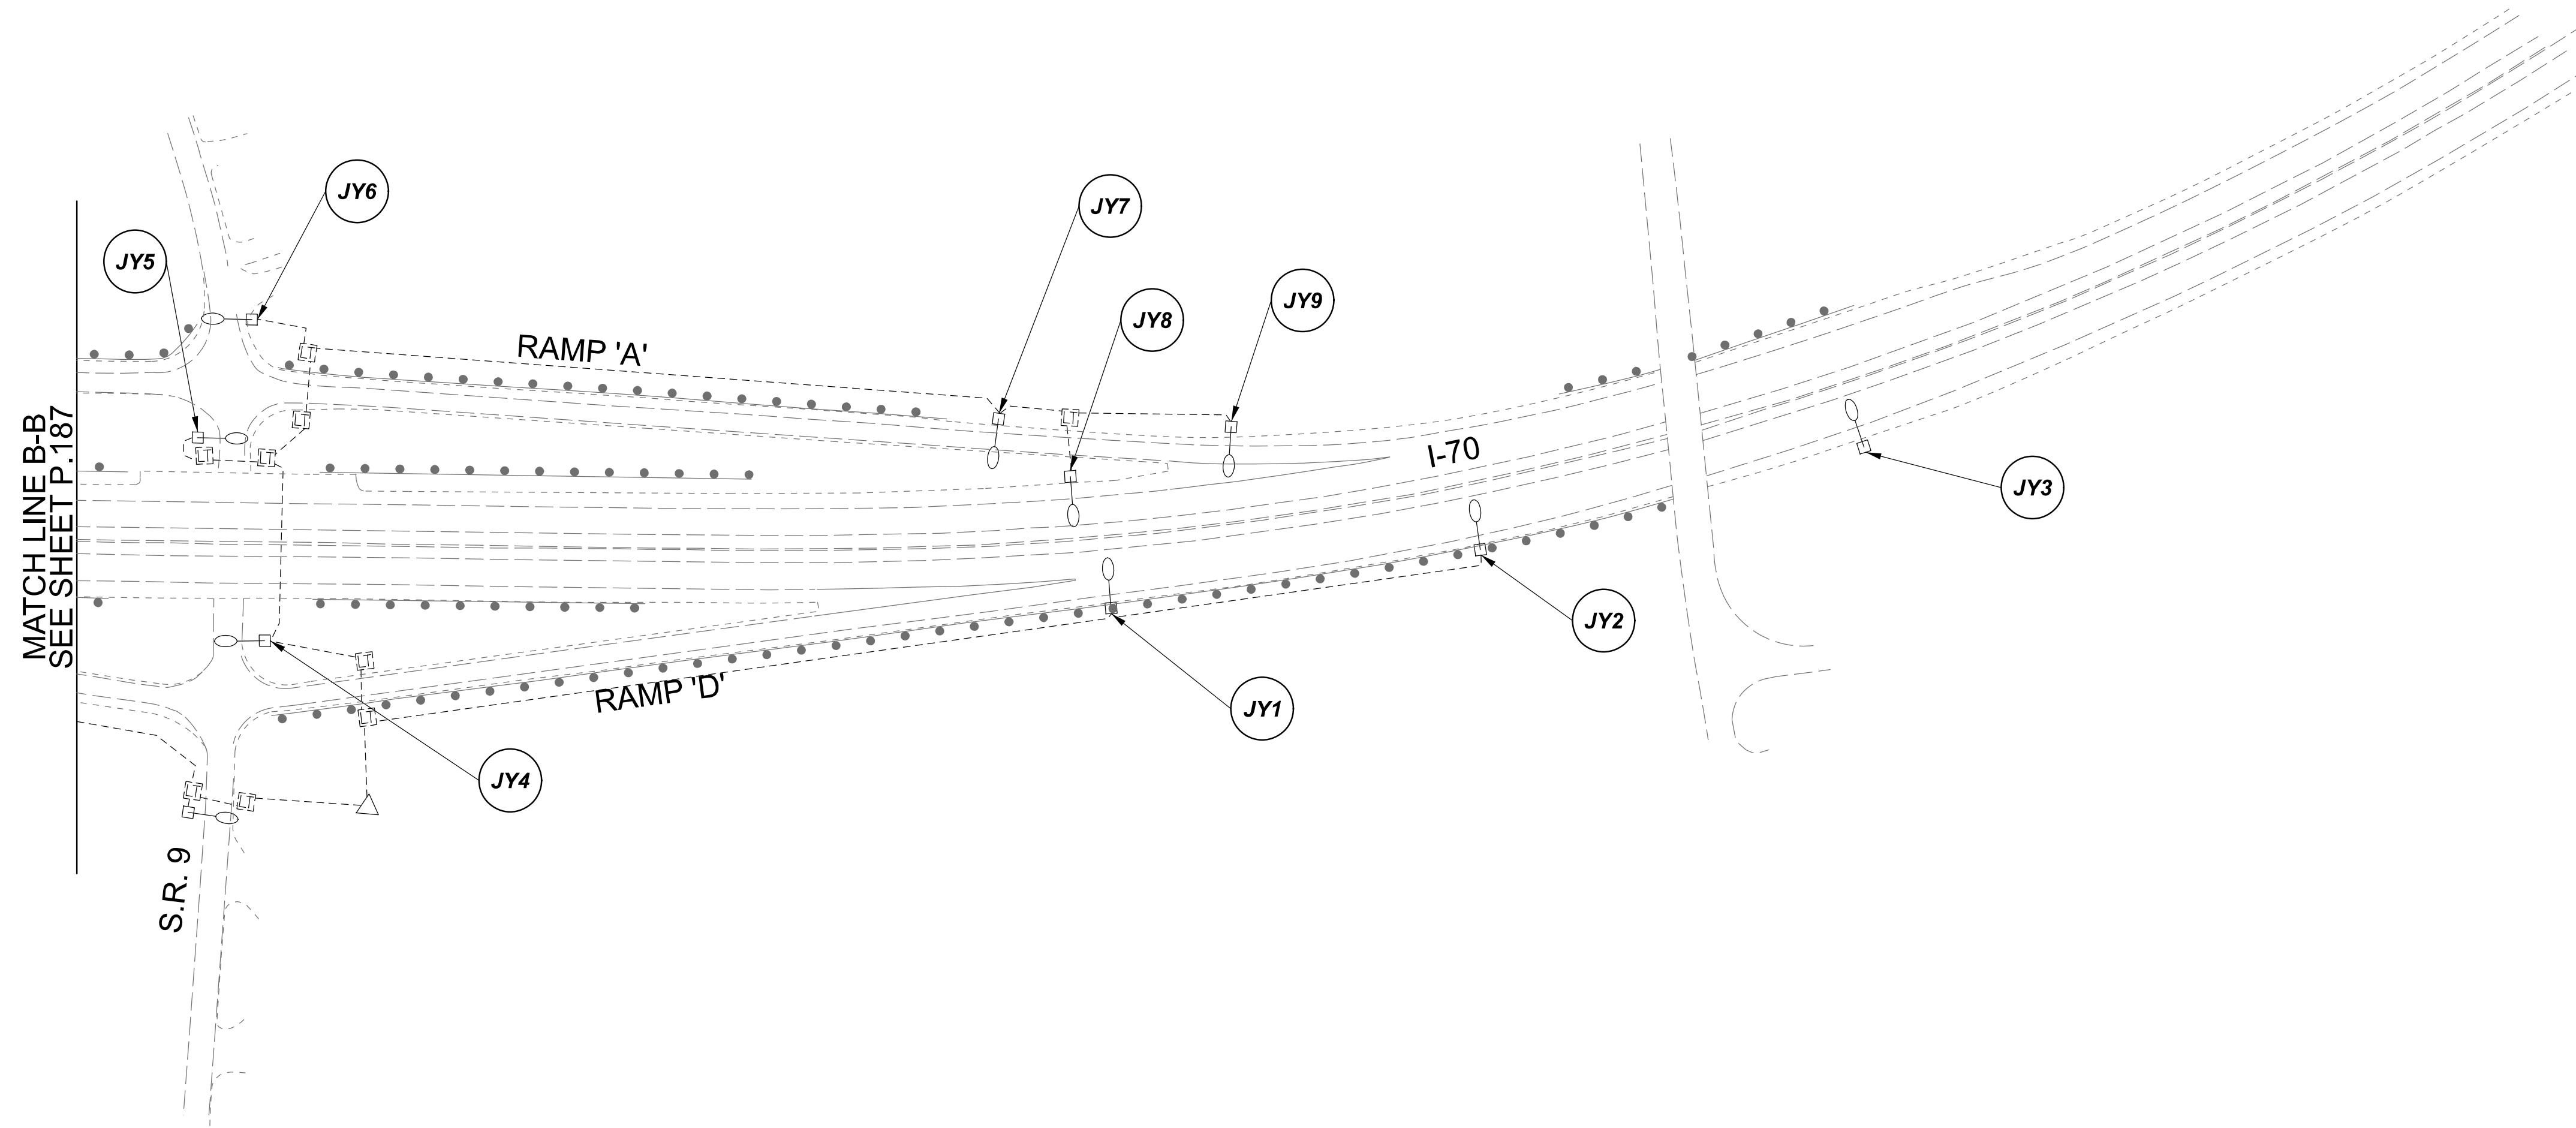 MATCH LINE B-B
SEE SHEET P.187
JY6
JY5
JY7
JY8
JY9
RAMP 'A'
I-70
JY3
JY2
JY1
RAMP 'D'
JY4
S.R. 9